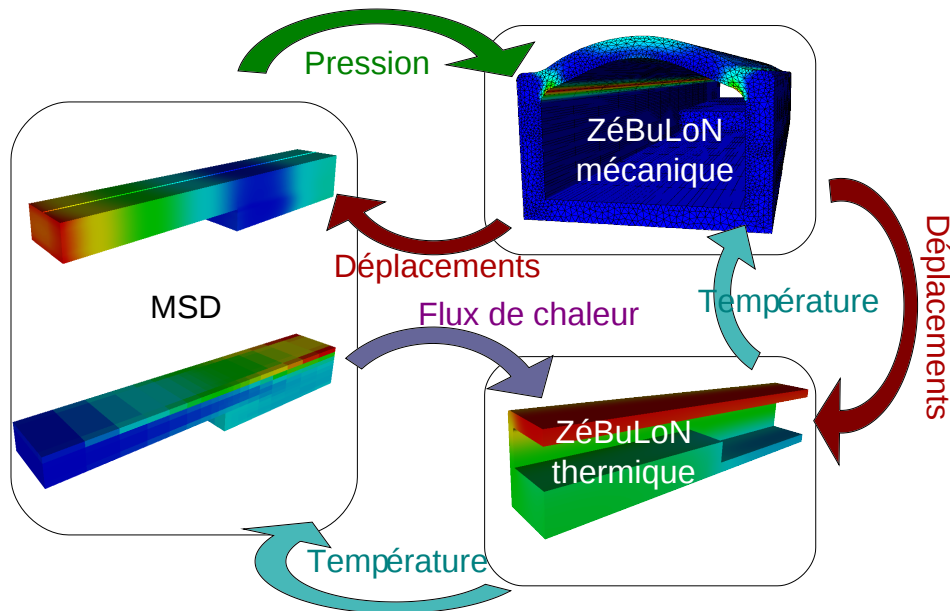 Pression
ZéBuLoN
mécanique
Déplacements
Déplacements
MSD
Flux de chaleur
Température
ZéBuLoN
thermique
Température